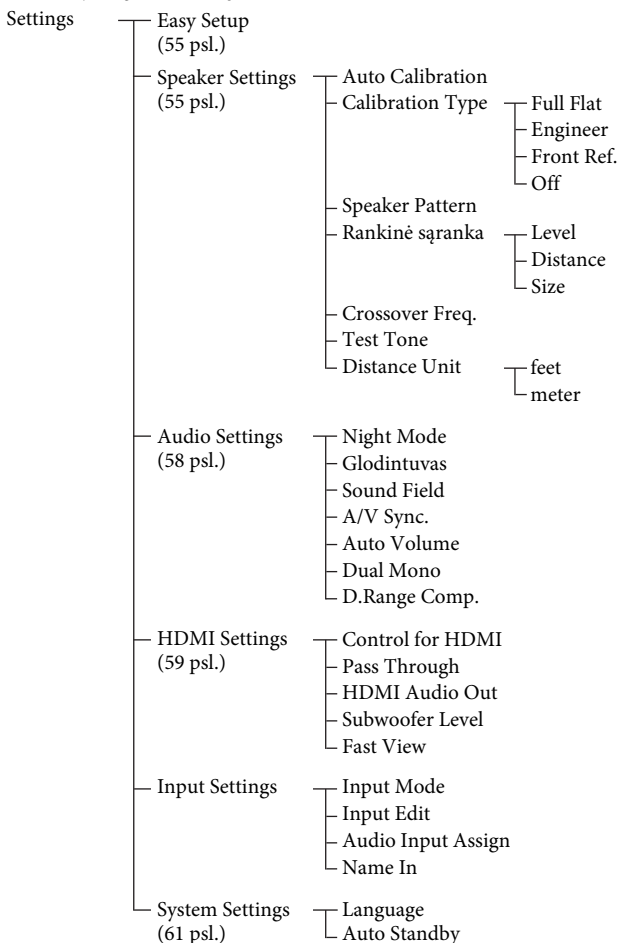 Settings
Easy Setup
(55 psl.)
Speaker Settings
(55 psl.)
Auto Calibration
Calibration Type
Full Flat
Engineer
Front Ref.
Off
Speaker Pattern
Rankinė sąranka
Level
Distance
Size
Crossover Freq.
Test Tone
Distance Unit
feet
meter
Audio Settings
(58 psl.)
Night Mode
Glodintuvas
Sound Field
A/V Sync.
Auto Volume
Dual Mono
D.Range Comp.
HDMI Settings
(59 psl.)
Control for HDMI
Pass Through
HDMI Audio Out
Subwoofer Level
Fast View
Input Settings
Input Mode
Input Edit
Audio Input Assign
Name In
System Settings
(61 psl.)
Language
Auto Standby